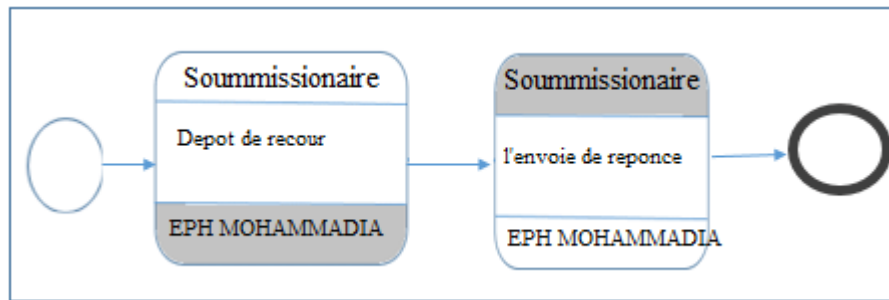 Soummissionaire
Depot de recour
EPH MOHAMMADIA
Soummissionaire
l'envoie de reponce
EPH MOHAMMADIA